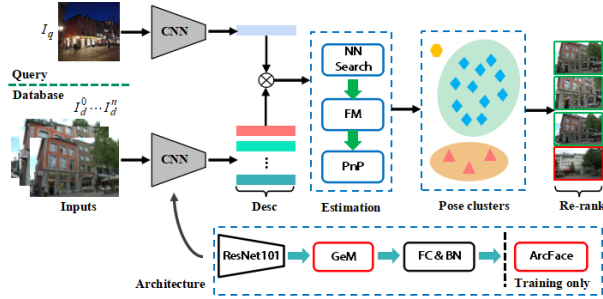 I_q
CNN
Query
Database
I_d^0 ⋯ I_d^n
CNN
Inputs
⋮
Desc
NN
Search
FM
PnP
Estimation
Pose clusters
Re-rank
Architecture
ResNet101
GeM
FC & BN
ArcFace
Training only